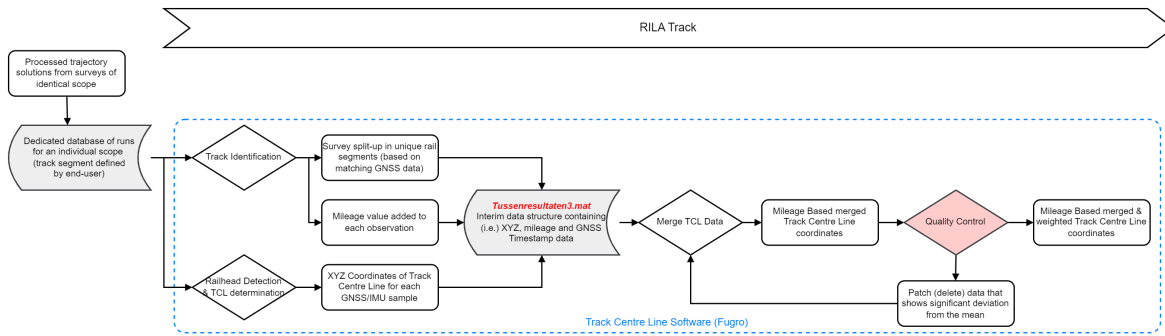 RILA Track
Processed trajectory
solutions from surveys of
identical scope
Dedicated database of runs
for an individual scope
(track segment defined
by end-user)
Track Identification
Survey split-up in unique rail
segments (based on
matching GNSS data)
Mileage value added to
each observation
Railhead Detection
& TCL determination
XYZ Coordinates of Track
Centre Line for each
GNSS/IMU sample
Tussenresultaten3.mat
Interim data structure containing
(i.e.) XYZ, mileage and GNSS
Timestamp data
Merge TCL Data
Mileage Based merged
Track Centre Line
coordinates
Quality Control
Mileage Based merged &
weighted Track Centre Line
coordinates
Patch (delete) data that
shows significant deviation
from the mean
Track Centre Line Software (Fugro)